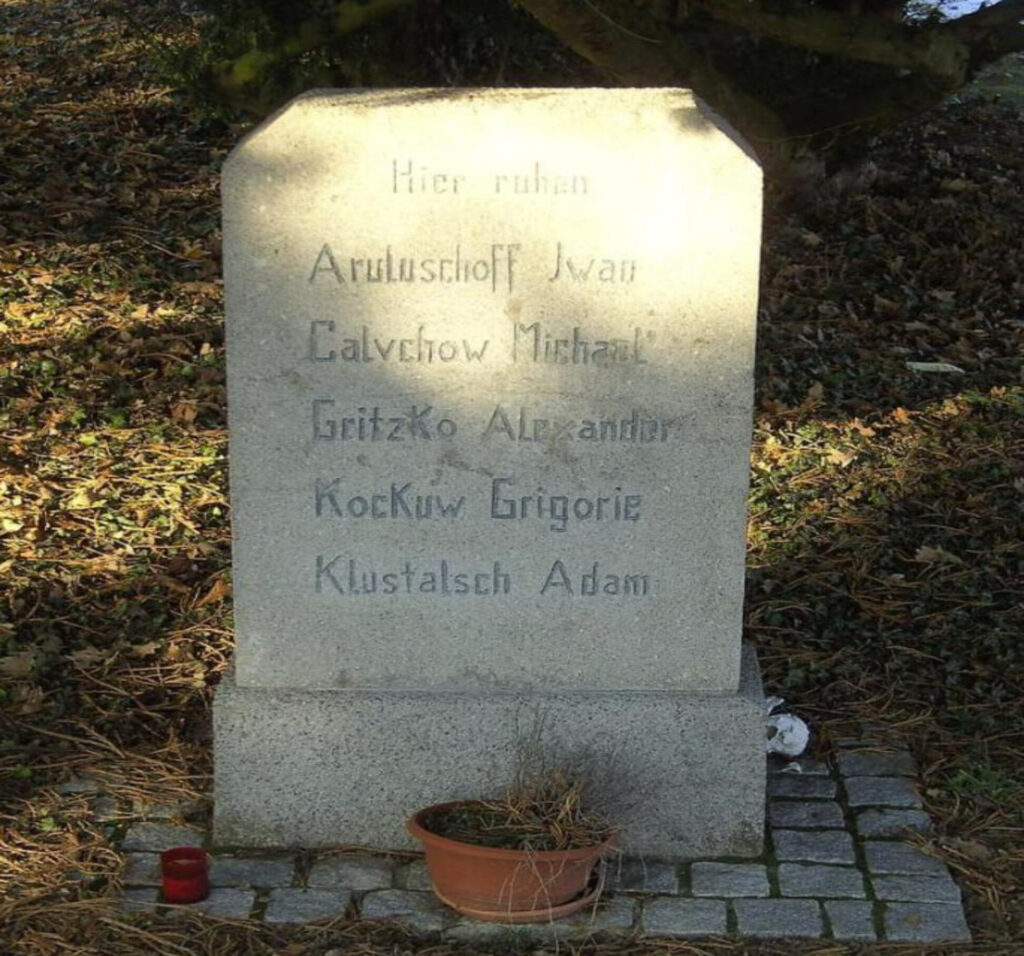 Hier ruhen
Aruluschoff Jwan
Calvchow Michael
Gritzko Alexander
Kockuw Grigorie
Klustalsch Adam